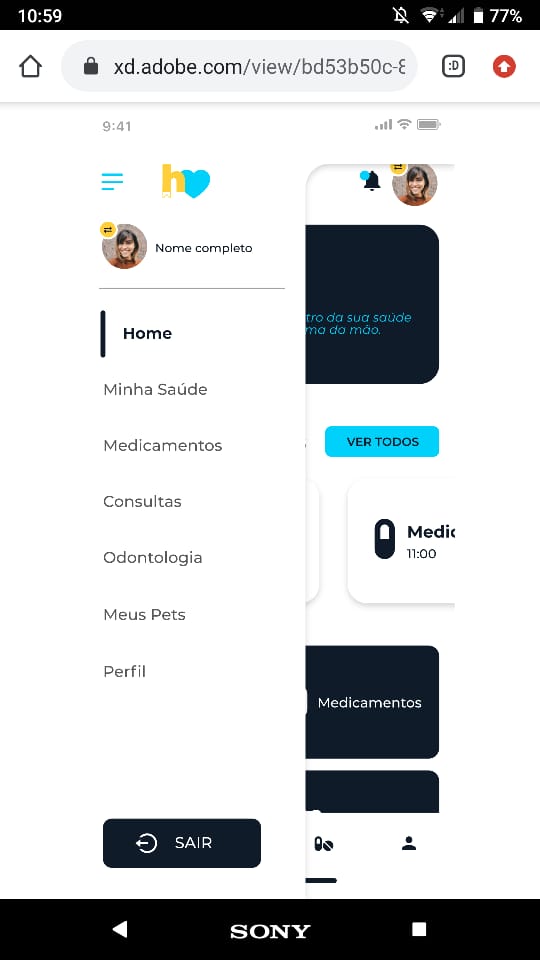 10:59
77%
:D
xd.adobe.com/view/bd53b50c-8
9:41
h
Nome completo
Home
Minha Saúde
Medicamentos
Consultas
Odontologia
Meus Pets
Perfil
SAIR
tro da sua saúde
ma da mão.
VER TODOS
Medic
11:00
Medicamentos
SONY